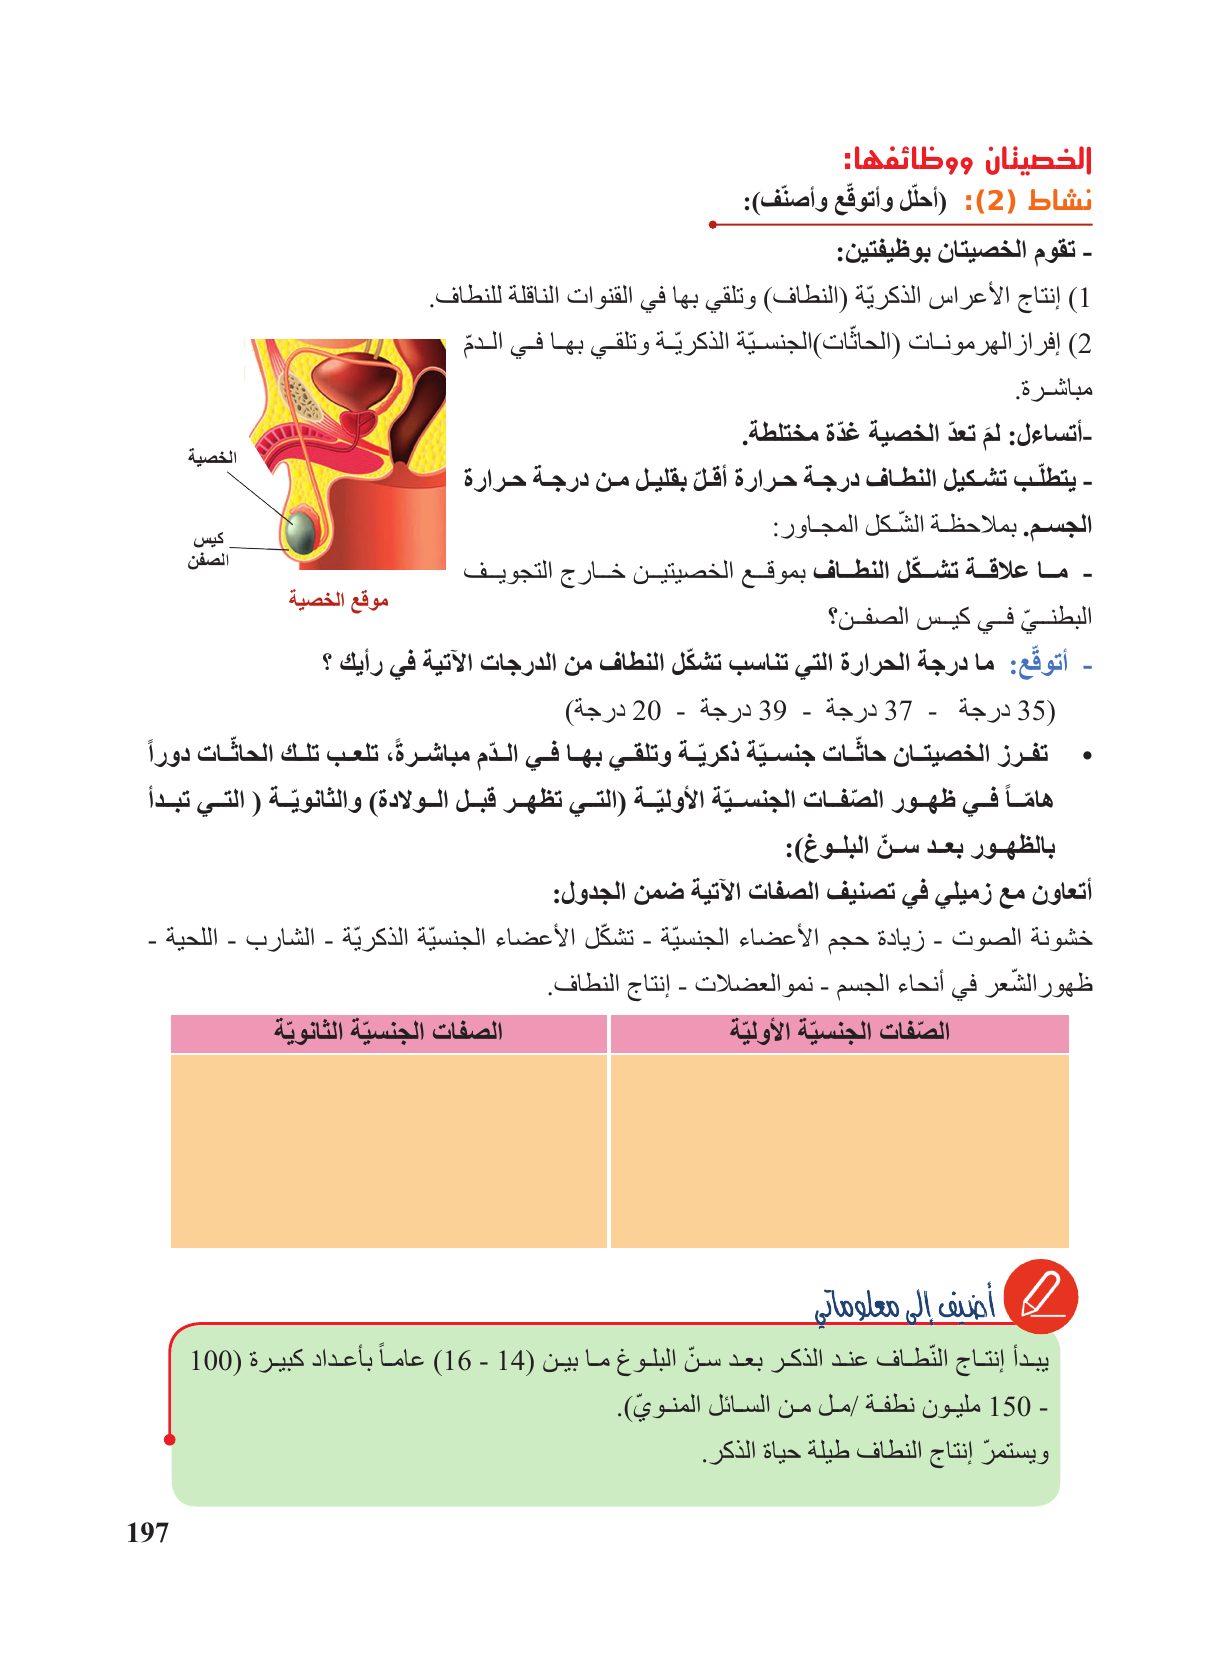 الخصيتان ووظائفها:
نشاط (2): (أحلّل وأتوقّع وأصنّف):
- تقوم الخصيتان بوظيفتين:
1) إنتاج الأعراس الذكريّة (النطاف) وتلقي بها في القنوات الناقلة للنطاف.
2) إفرازالهرمونات (الحاثّات)الجنسيّة الذكريّة وتلقي بها في الدمّ
مباشرة.
-أتساءل: لمَ تعدّ الخصية غدّة مختلطة.
- يتطلّب تشكيل النطاف درجة حرارة أقلّ بقليل من درجة حرارة
الجسم. بملاحظة الشّكل المجاور:
- ما علاقة تشكّل النطاف بموقع الخصيتين خارج التجويف
البطنيّ في كيس الصفن؟
الخصية
كيس
الصفن
موقع الخصية
- أتوقّع: ما درجة الحرارة التي تناسب تشكّل النطاف من الدرجات الآتية في رأيك ؟
(35 درجة - 37 درجة - 39 درجة - 20 درجة)
• تفرز الخصيتان حاثّات جنسيّة ذكريّة وتلقي بها في الدّم مباشرةً، تلعب تلك الحاثّات دوراً
هامّاً في ظهور الصّفات الجنسيّة الأوليّة (التي تظهر قبل الولادة) والثانويّة ( التي تبدأ
بالظهور بعد سنّ البلوغ):
أتعاون مع زميلي في تصنيف الصفات الآتية ضمن الجدول:
خشونة الصوت - زيادة حجم الأعضاء الجنسيّة - تشكّل الأعضاء الجنسيّة الذكريّة - الشارب - اللحية -
ظهورالشّعر في أنحاء الجسم - نموالعضلات - إنتاج النطاف.
الصّفات الجنسيّة الأوليّة
الصفات الجنسيّة الثانويّة
أضيف إلى معلوماتي
يبدأ إنتاج النّطاف عند الذكر بعد سنّ البلوغ ما بين (14 - 16) عاماً بأعداد كبيرة (100
- 150 مليون نطفة /مل من السائل المنويّ).
ويستمرّ إنتاج النطاف طيلة حياة الذكر.
197